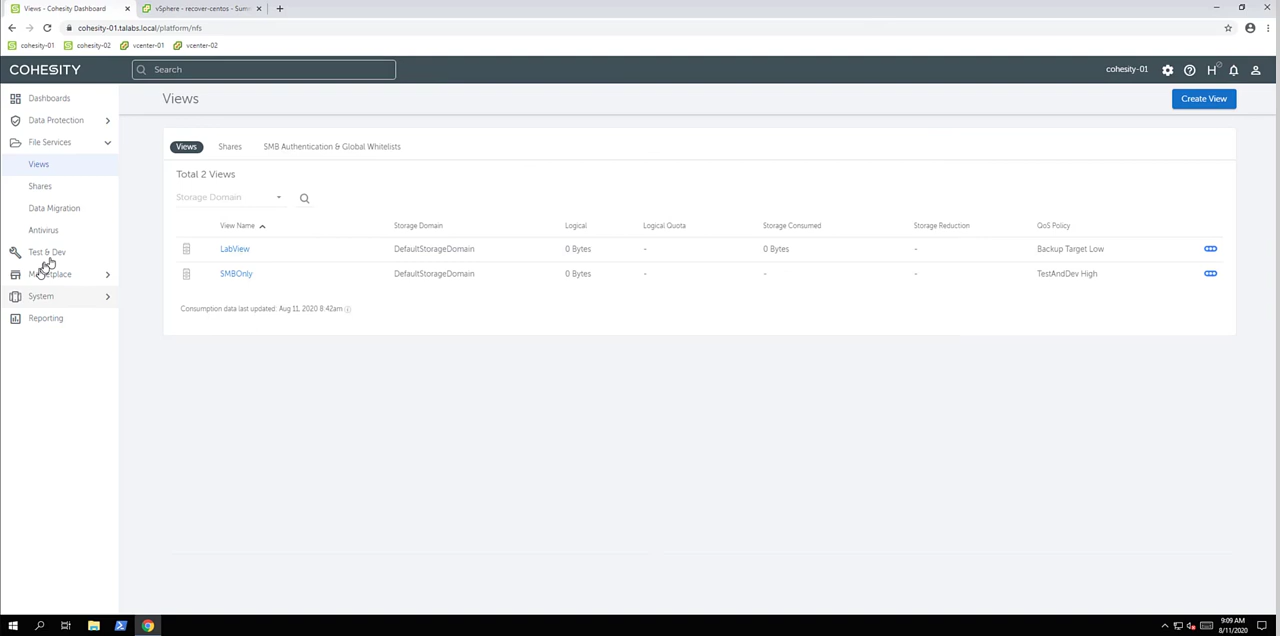 Views - Cohesity Dashboard
vSphere - recover-centos - Sum
cohesity-01.talabs.local/platform/nfs
cohesity-01
cohesity-02
vcenter-01
vcenter-02
COHESITY
Search
cohesity-01
H
Dashboards
Data Protection
File Services
Views
Shares
Data Migration
Antivirus
Test & Dev
Marketplace
System
Reporting
Views
Create View
Views Shares SMB Authentication & Global Whitelists
Total 2 Views
Storage Domain
View Name Storage Domain Logical Logical Quota Storage Consumed Storage Reduction QoS Policy
LabView DefaultStorageDomain 0 Bytes - 0 Bytes - Backup Target Low
SMBOnly DefaultStorageDomain 0 Bytes - - - TestAndDev High
Consumption data last updated: Aug 11, 2020 8:42am
9:09 AM
8/11/2020